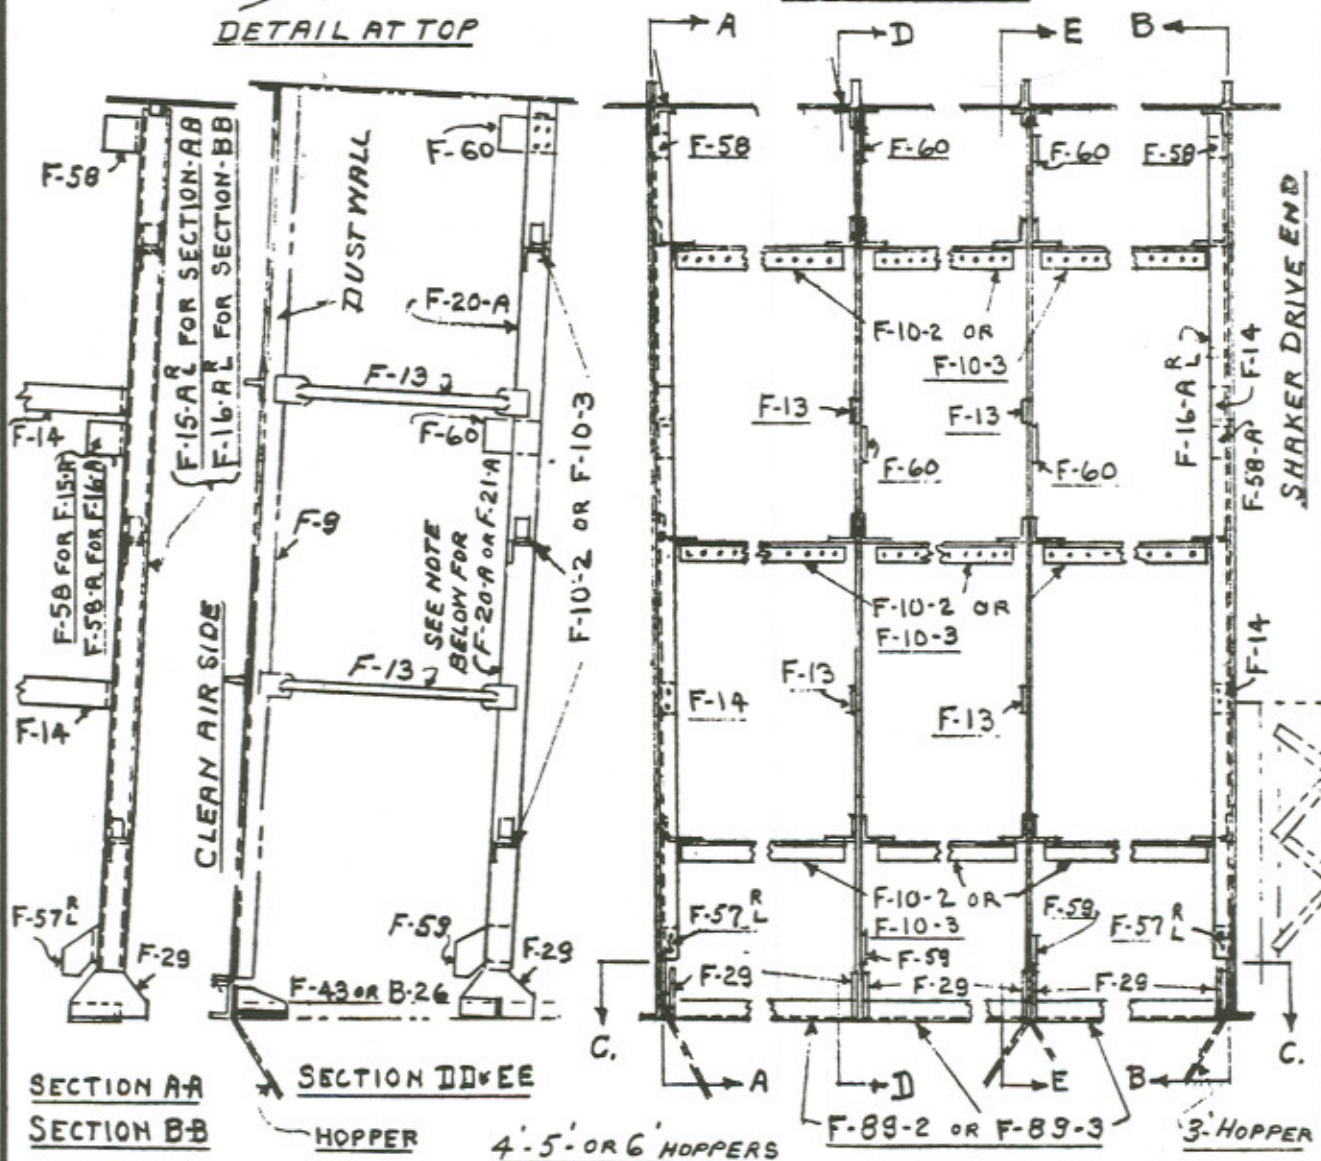 DETAIL AT TOP
A
D
E
B
F-58
F-15-A R L FOR SECTION-AA
F-16-A R L FOR SECTION-BB
DUST WALL
F-60
F-58
F-60
F-60
F-58
SHAKER DRIVE END
F-20-A
F-10-2 OR
F-10-3
F-13
F-14
F-60
F-10-2 OR F-10-3
F-13
F-13
F-16-A R L
F-14
F-58-A
F-60
F-60
F-58 FOR F-15-A
F-58-A FOR F-16-A
F-9
SEE NOTE
BELOW FOR
F-20-A OR F-21-A
F-10-2 OR
F-10-3
CLEAN AIR SIDE
F-13
F-14
F-13
F-14
F-13
F-14
F-57 R L
F-29
F-59
F-29
F-43 OR B-26
F-57 R L
F-10-2 OR
F-10-3
F-59
F-59
F-57 R L
F-29
F-29
F-29
C.
C.
A
D
E
B
SECTION A-A
SECTION B-B
SECTION DD & EE
HOPPER
4'-5'-OR 6' HOPPERS
F-89-2 OR F-89-3
3'-HOPPER